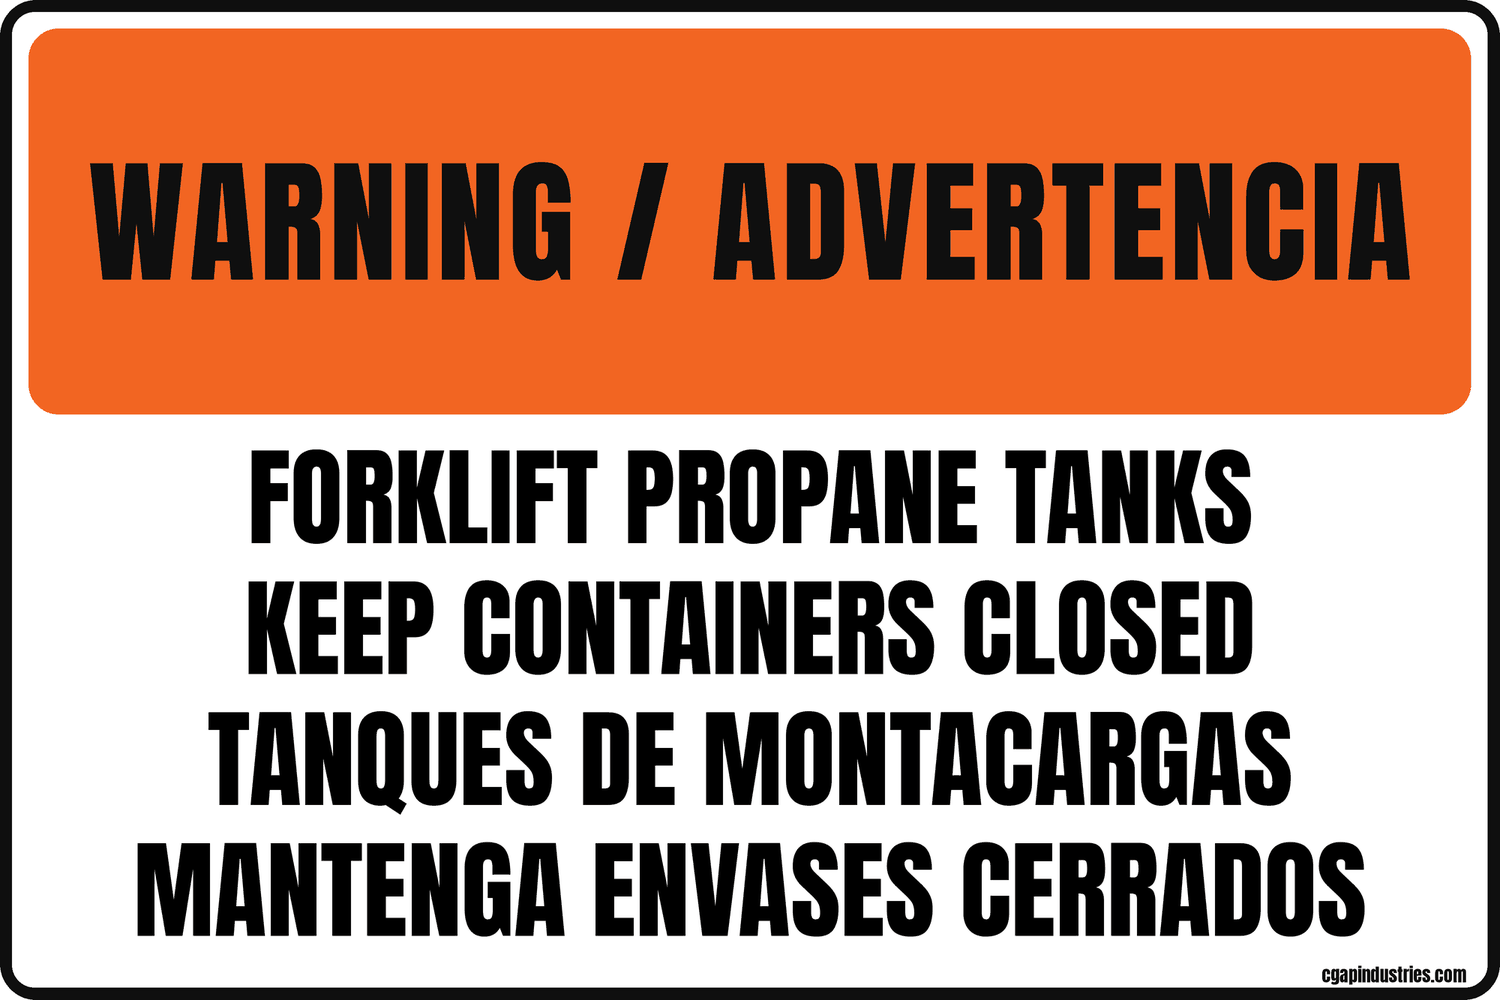 WARNING / ADVERTENCIA
FORKLIFT PROPANE TANKS
KEEP CONTAINERS CLOSED
TANQUES DE MONTACARGAS
MANTENGA ENVASES CERRADOS
cgapindustries.com